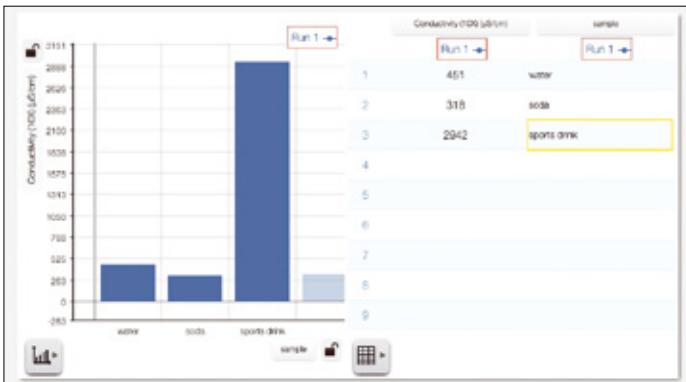 Run 1
3151
2888
2626
2363
2100
1838
1575
1313
1050
788
525
263
0
-263
Conductivity (100) (µS/cm)
water
soda
sports drink
sample
Conductivity (100) (µS/cm)
sample
Run 1
Run 1
1 451 water
2 318 soda
3 2942 sports drink
4
5
6
7
8
9